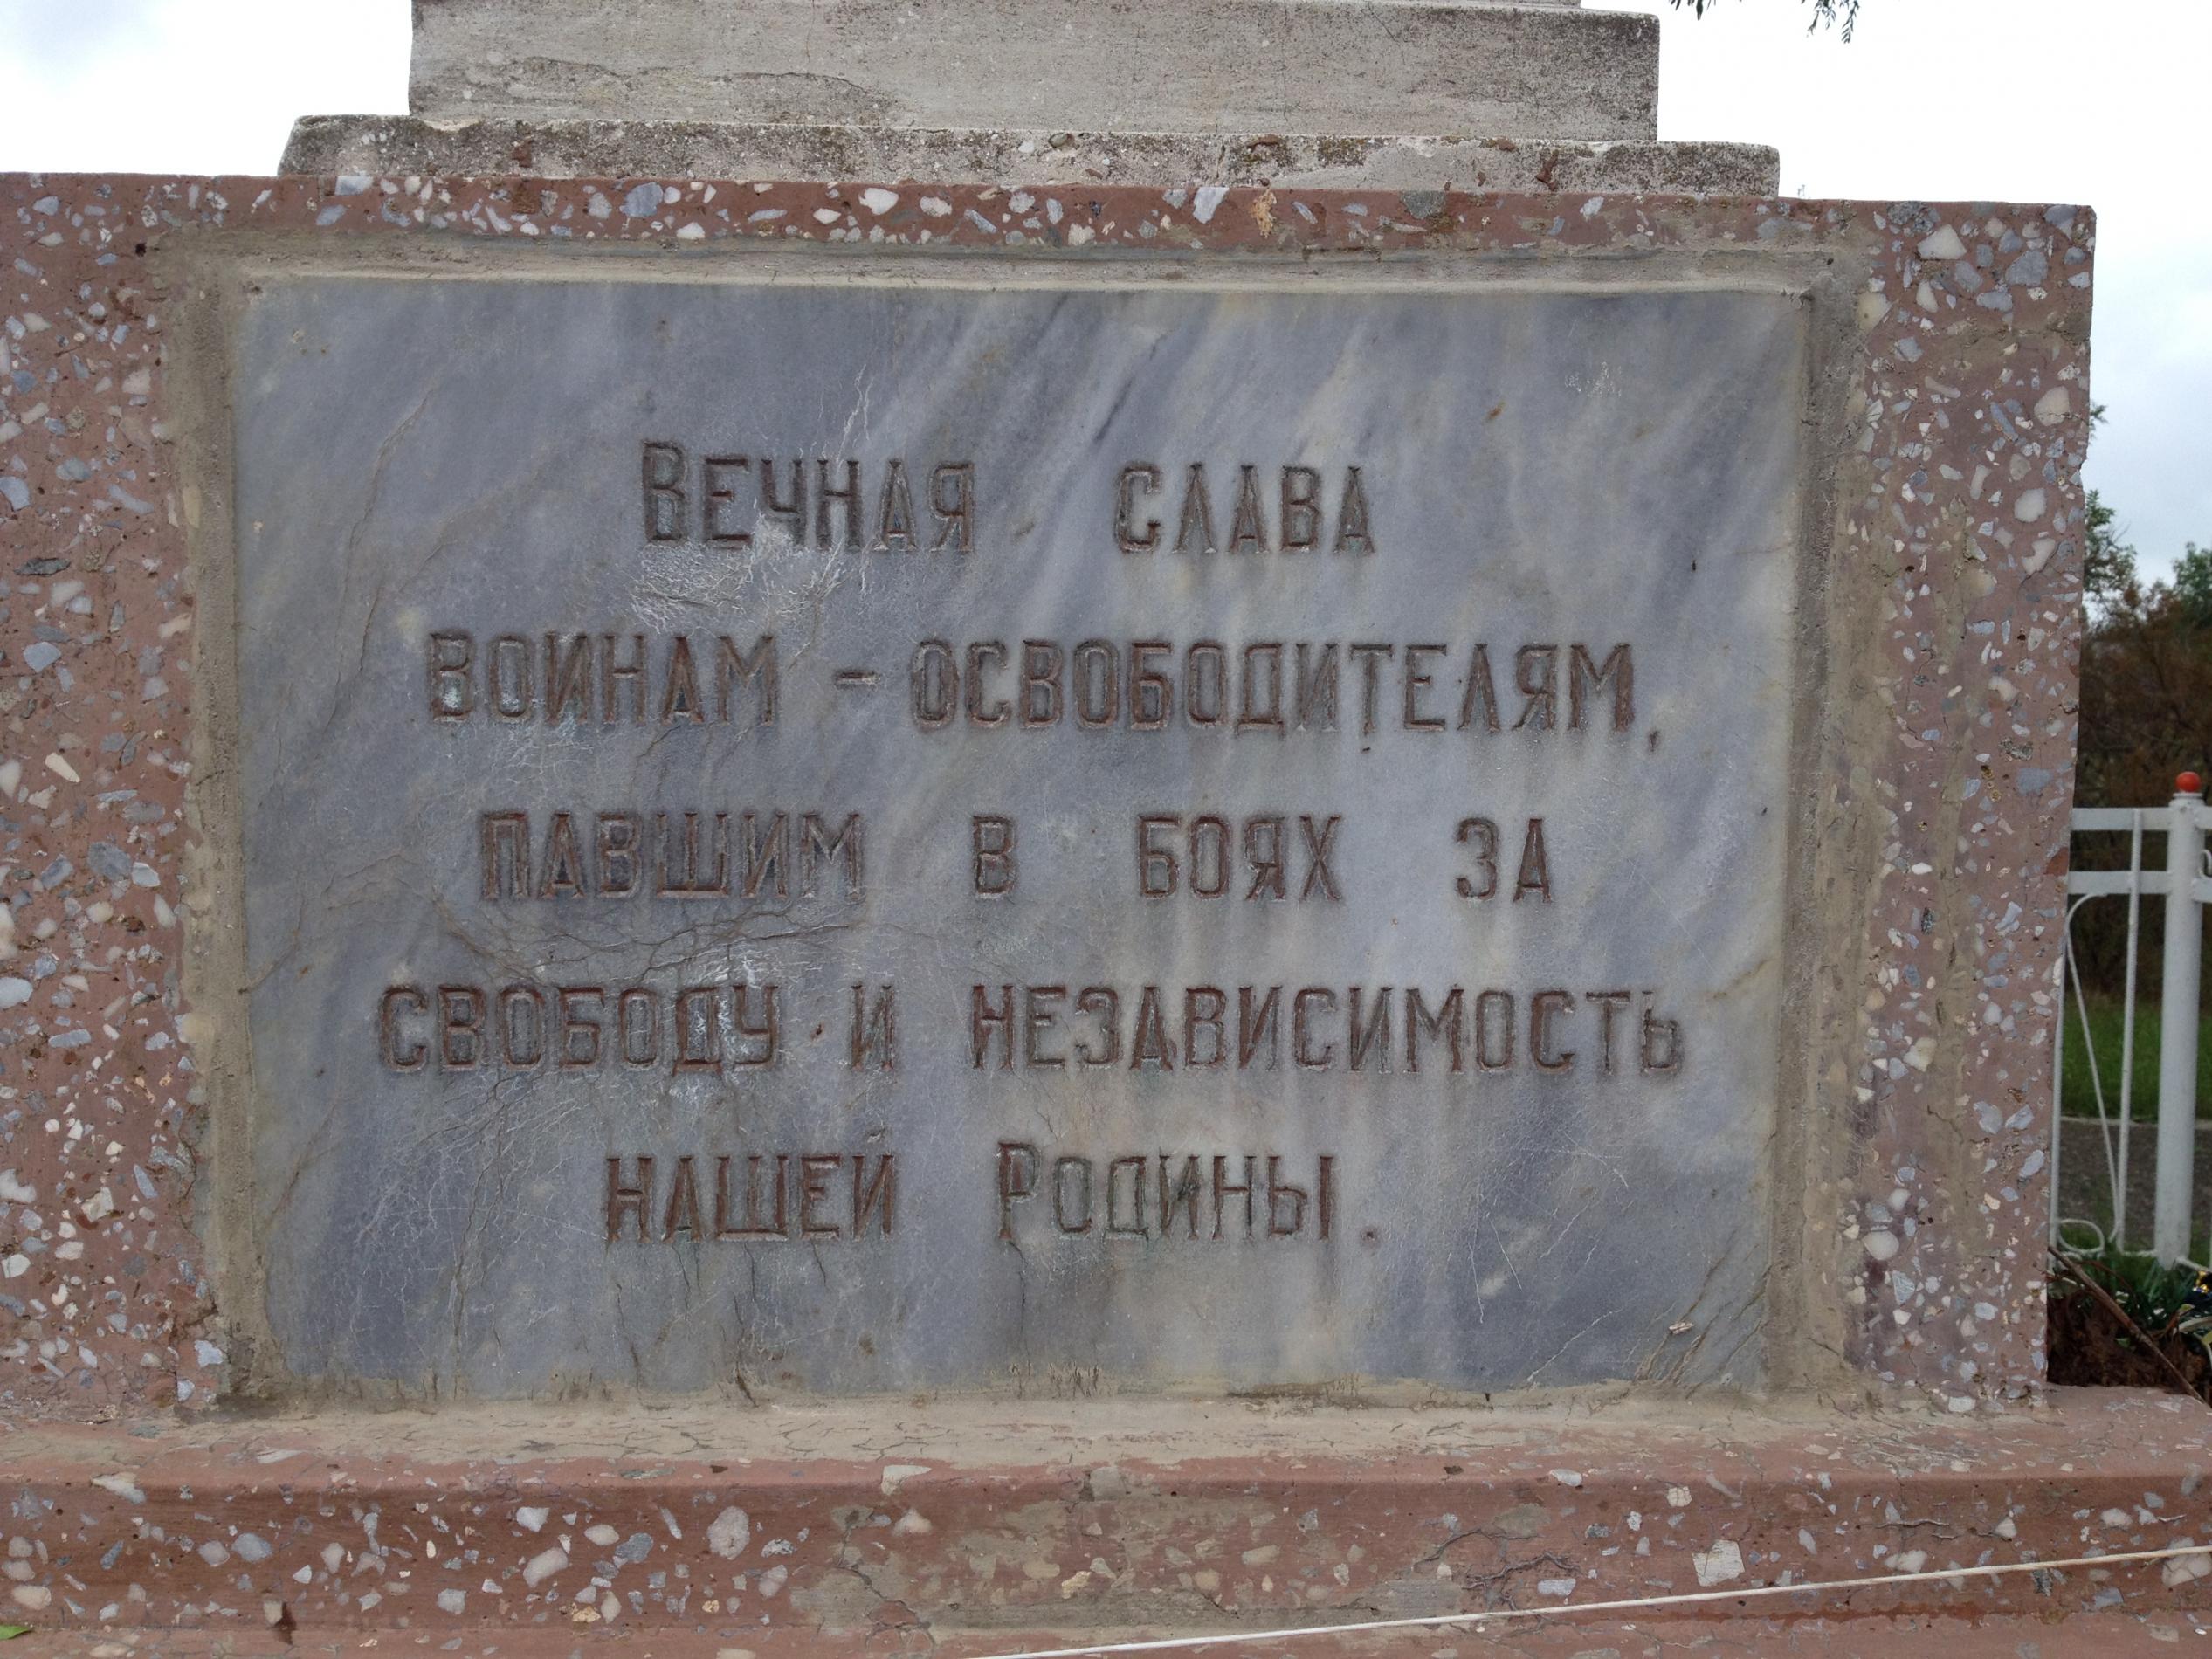 Вечная слава
воинам - освободителям,
павшим в боях за
свободу и независимость
нашей Родины.